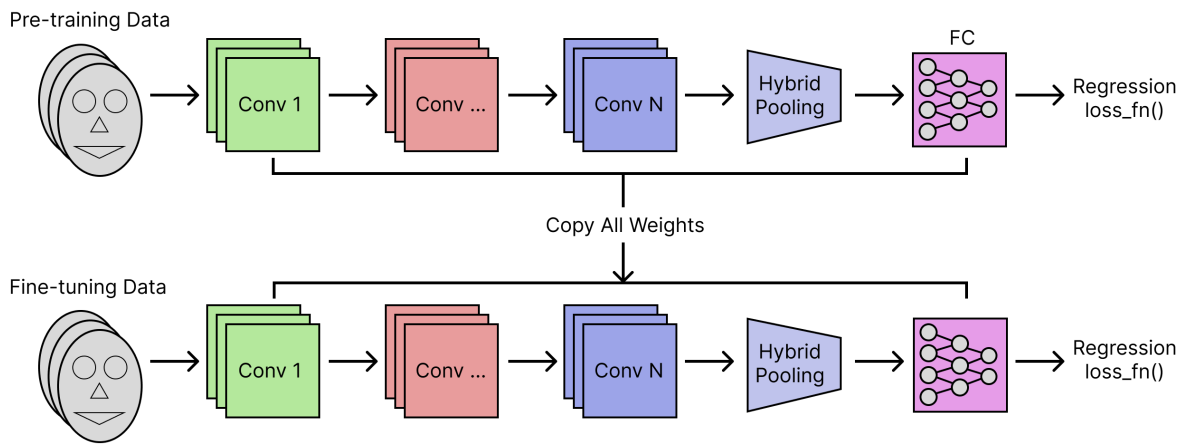 Pre-training Data
FC
Conv 1
Conv ...
Conv N
Hybrid
Pooling
Regression
loss_fn()
Copy All Weights
Fine-tuning Data
Conv 1
Conv ...
Conv N
Hybrid
Pooling
Regression
loss_fn()